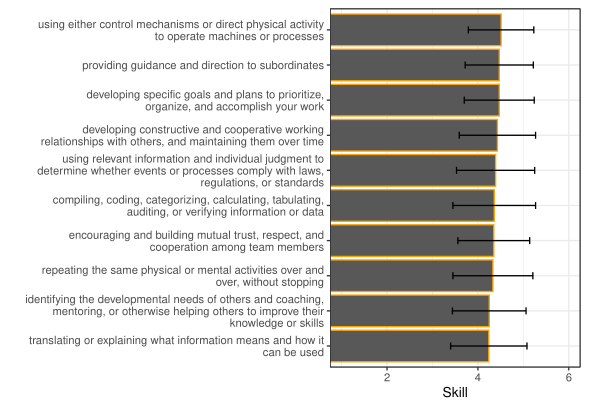 using either control mechanisms or direct physical activity
to operate machines or processes
providing guidance and direction to subordinates
developing specific goals and plans to prioritize,
organize, and accomplish your work
developing constructive and cooperative working
relationships with others, and maintaining them over time
using relevant information and individual judgment to
determine whether events or processes comply with laws,
regulations, or standards
compiling, coding, categorizing, calculating, tabulating,
auditing, or verifying information or data
encouraging and building mutual trust, respect, and
cooperation among team members
repeating the same physical or mental activities over and
over, without stopping
identifying the developmental needs of others and coaching,
mentoring, or otherwise helping others to improve their
knowledge or skills
translating or explaining what information means and how it
can be used
2 4 6
Skill